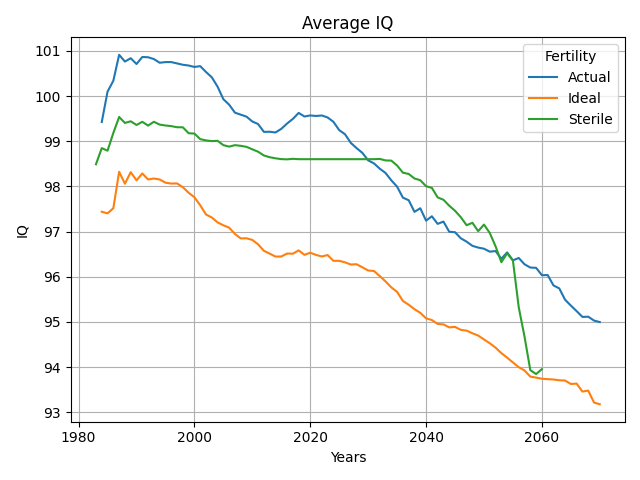 Average IQ
Fertility
Actual
Ideal
Sterile
IQ
101
100
99
98
97
96
95
94
93
1980
2000
2020
2040
2060
Years